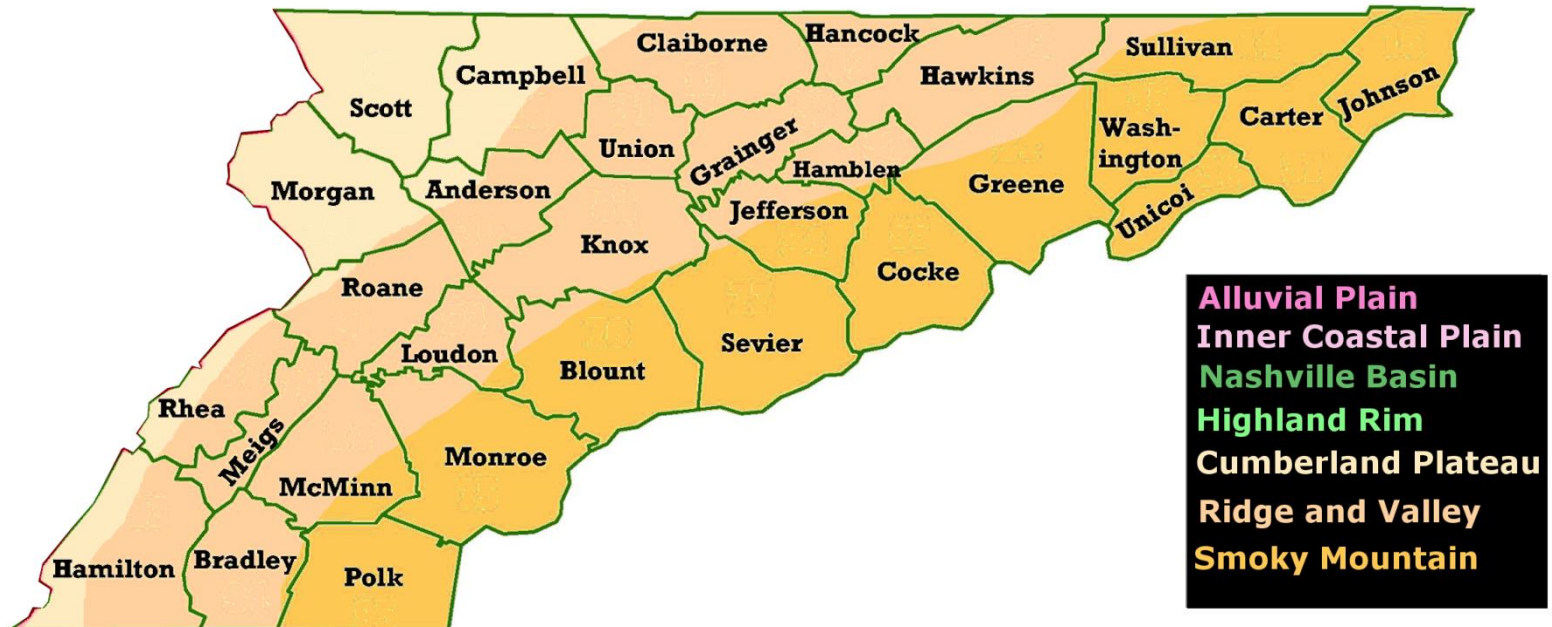 Claiborne
Hancock
Sullivan
Campbell
Hawkins
Johnson
Scott
Carter
Wash-
ington
Union
Grainger
Hamblen
Morgan
Anderson
Greene
Unicoi
Jefferson
Knox
Cocke
Roane
Loudon
Sevier
Blount
Rhea
Meigs
Monroe
McMinn
Hamilton
Bradley
Polk
Alluvial Plain
Inner Coastal Plain
Nashville Basin
Highland Rim
Cumberland Plateau
Ridge and Valley
Smoky Mountain